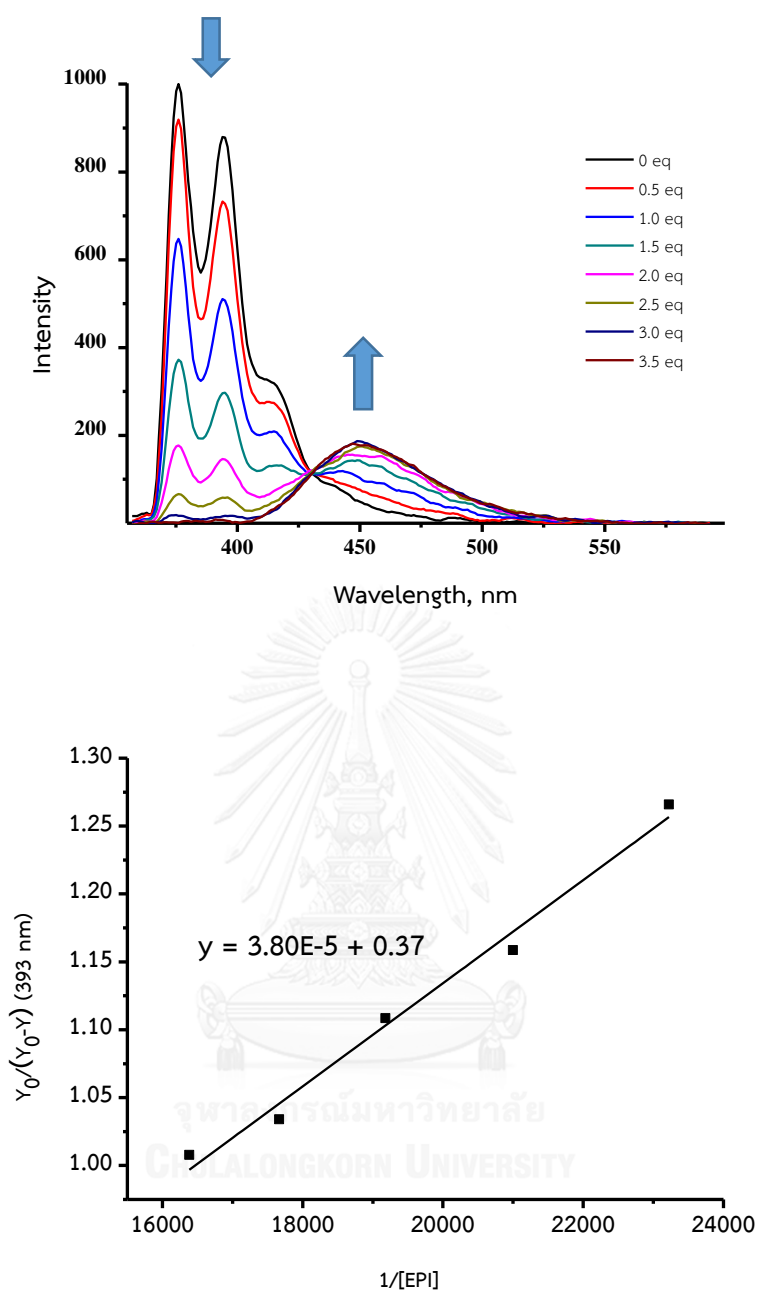 1000
800
600
400
200
Intensity
0 eq
0.5 eq
1.0 eq
1.5 eq
2.0 eq
2.5 eq
3.0 eq
3.5 eq
400 450 500 550
Wavelength, nm
1.30
1.25
1.20
1.15
1.10
1.05
1.00
Y0/(Y0-Y) (393 nm)
y = 3.80E-5 + 0.37
จุฬาลงกรณ์มหาวิทยาลัย
CHULALONGKORN UNIVERSITY
16000 18000 20000 22000 24000
1/[EPI]